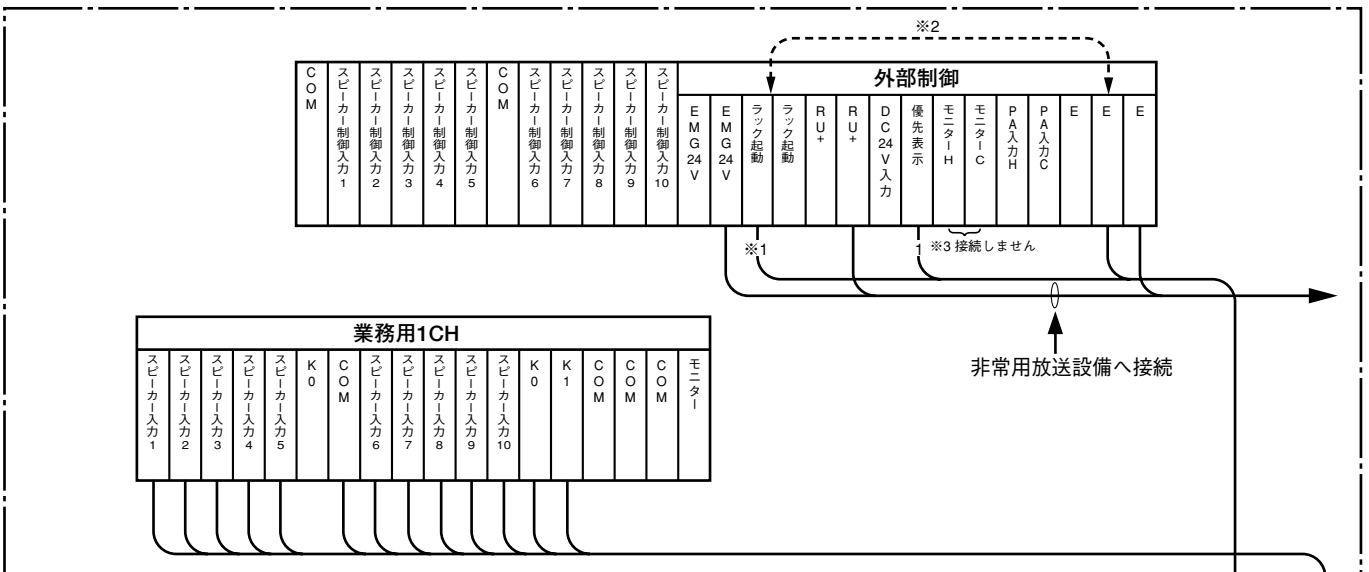 ※2
外部制御
COM
スピーカー制御入力1
スピーカー制御入力2
スピーカー制御入力3
スピーカー制御入力4
スピーカー制御入力5
COM
スピーカー制御入力6
スピーカー制御入力7
スピーカー制御入力8
スピーカー制御入力9
スピーカー制御入力10
EMG24V
EMG24V
ラック起動
ラック起動
RU+
RU+
DC24V入力
優先表示
モニターH
モニターC
PA入力H
PA入力C
E
E
E
※1
1
※3 接続しません
非常用放送設備へ接続
業務用1CH
スピーカー入力1
スピーカー入力2
スピーカー入力3
スピーカー入力4
スピーカー入力5
K0
COM
スピーカー入力6
スピーカー入力7
スピーカー入力8
スピーカー入力9
スピーカー入力10
K0
K1
COM
COM
COM
モニター